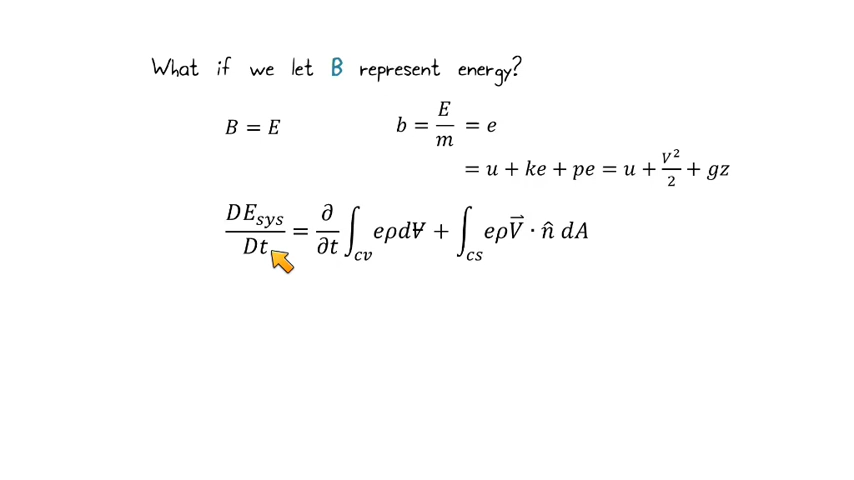 What if we let B represent energy?
B = E
b = E/m = e
= u + ke + pe = u + V²/2 + gz
DE_sys/Dt = ∂/∂t ∫_cv eρdV̶ + ∫_cs eρV⃗ · n̂ dA